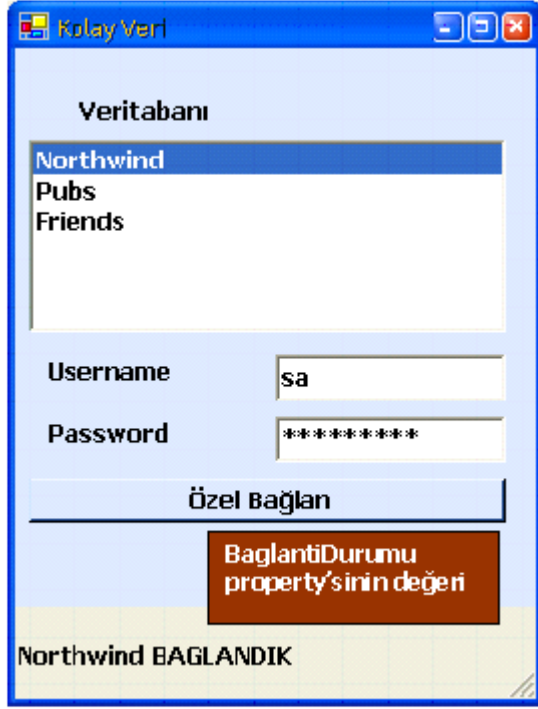 Kolay Veri
Veritabanı
Northwind
Pubs
Friends
Username
sa
Password
*********
Özel Bağlan
BaglantiDurumu
property'sinin değeri
Northwind BAGLANDIK